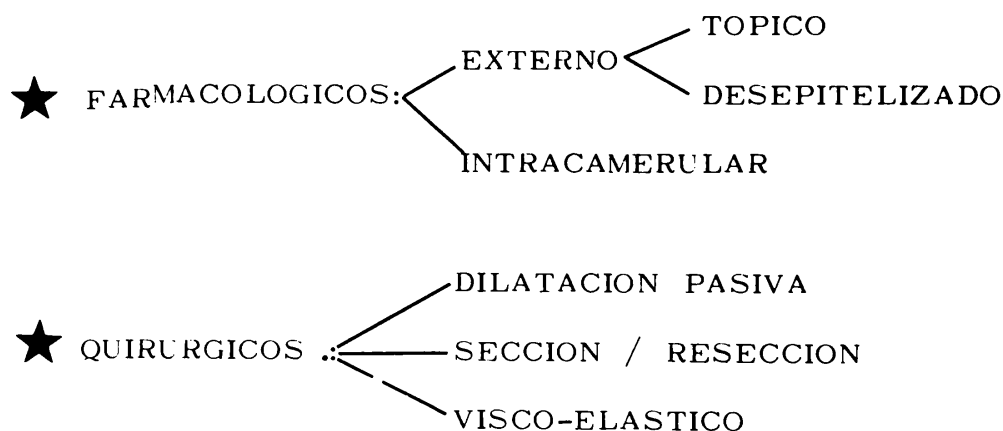 TOPICO
EXTERNO
★ FARMACOLOGICOS:
DESEPITELIZADO
INTRACAMERULAR
DILATACION PASIVA
★ QUIRURGICOS .:
SECCION / RESECCION
VISCO-ELASTICO